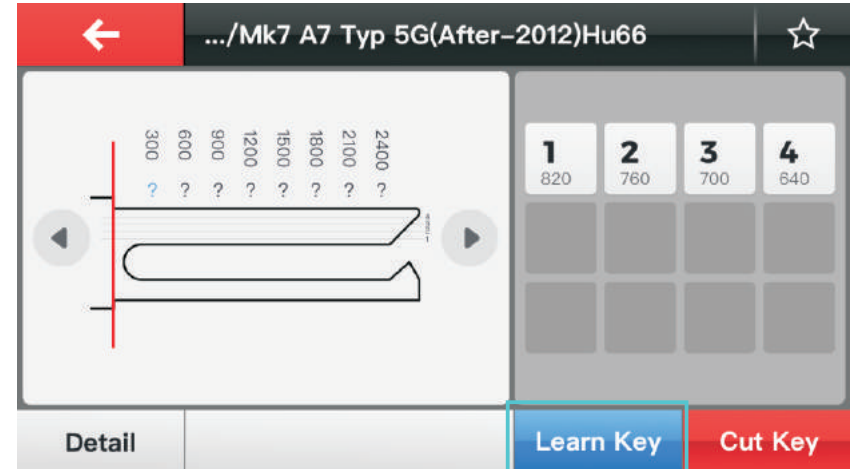 .../Mk7 A7 Typ 5G(After-2012)Hu66
300 600 900 1200 1500 1800 2100 2400
? ? ? ? ? ? ? ?
1 2 3 4
820 760 700 640
1
Detail
Learn Key
Cut Key